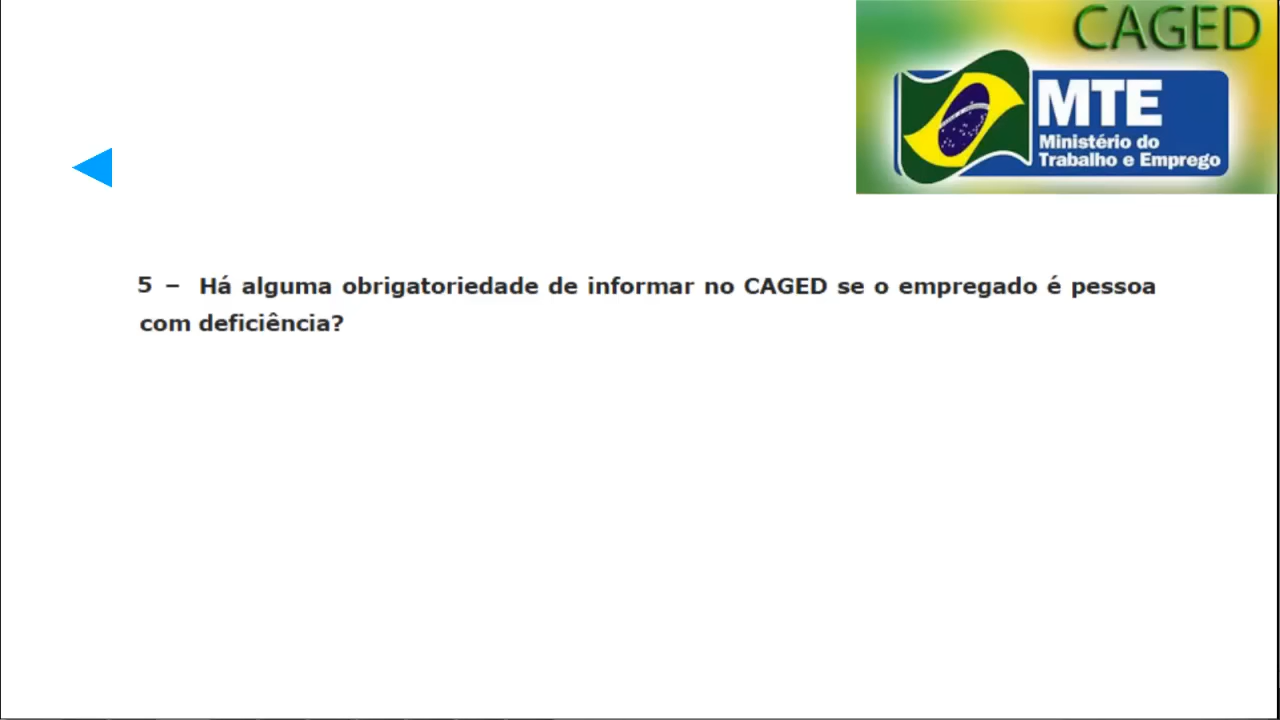 CAGED
MTE
Ministério do
Trabalho e Emprego
5 – Há alguma obrigatoriedade de informar no CAGED se o empregado é pessoa
com deficiência?